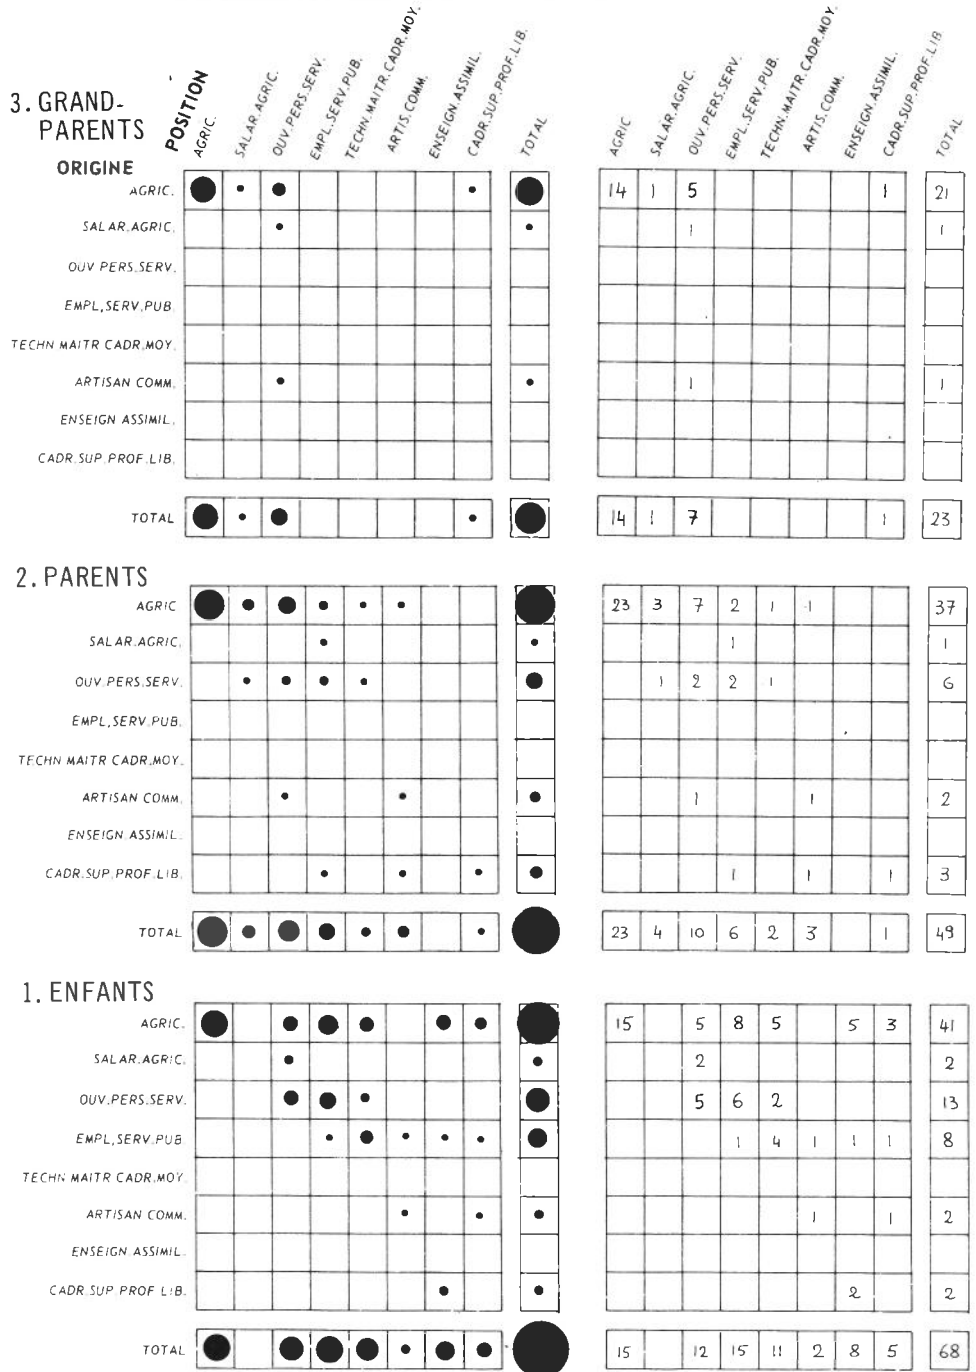 3. GRAND-
PARENTS
ORIGINE
POSITION
AGRIC. SALAR.AGRIC. OUV.PERS.SERV. EMPL.SERV.PUB. TECHN.MAITR.CADR.MOY. ARTIS.COMM. ENSEIGN.ASSIMIL. CADR.SUP.PROF.LIB. TOTAL
AGRIC SALAR.AGRIC. OUV.PERS.SERV. EMPL.SERV.PUB. TECHN.MAITR.CADR.MOY. ARTIS.COMM. ENSEIGN.ASSIMIL. CADR.SUP.PROF.LIB TOTAL
AGRIC. 14 1 5 1 21
SALAR.AGRIC. 1 1
OUV PERS.SERV.
EMPL,SERV.PUB.
TECHN MAITR CADR.MOY.
ARTISAN COMM. 1 1
ENSEIGN ASSIMIL.
CADR.SUP.PROF.LIB.
TOTAL 14 1 7 1 23
2. PARENTS
AGRIC 23 3 7 2 1 1 37
SALAR.AGRIC. 1 1
OUV.PERS.SERV. 1 2 2 1 6
EMPL,SERV.PUB.
TECHN MAITR CADR.MOY.
ARTISAN COMM. 1 1 2
ENSEIGN ASSIMIL.
CADR.SUP.PROF.LIB. 1 1 1 3
TOTAL 23 4 10 6 2 3 1 49
1. ENFANTS
AGRIC. 15 5 8 5 5 3 41
SALAR.AGRIC. 2 2
OUV.PERS.SERV. 5 6 2 13
EMPL,SERV.PUB 1 4 1 1 1 8
TECHN MAITR CADR.MOY.
ARTISAN COMM. 1 1 2
ENSEIGN ASSIMIL.
CADR.SUP PROF LIB. 2 2
TOTAL 15 12 15 11 2 8 5 68